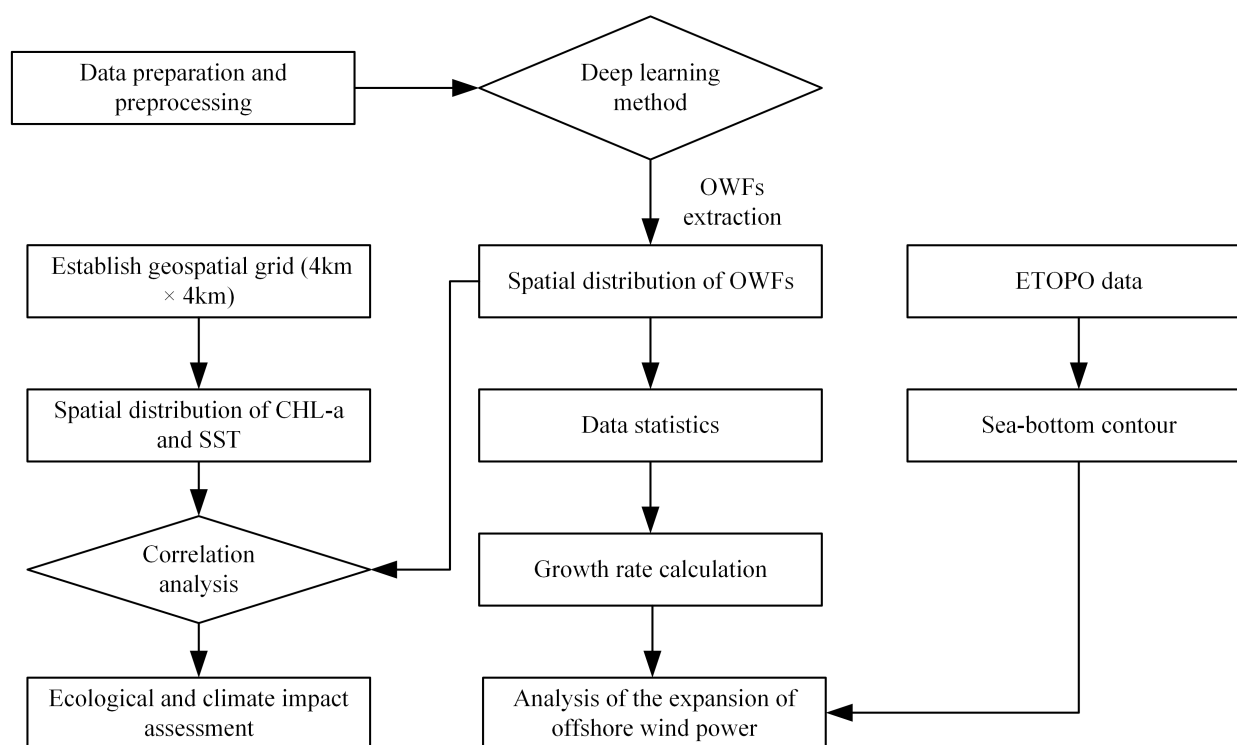 Data preparation and
preprocessing
Deep learning
method
OWFs
extraction
Establish geospatial grid (4km
× 4km)
Spatial distribution of OWFs
ETOPO data
Spatial distribution of CHL-a
and SST
Data statistics
Sea-bottom contour
Correlation
analysis
Growth rate calculation
Ecological and climate impact
assessment
Analysis of the expansion of
offshore wind power